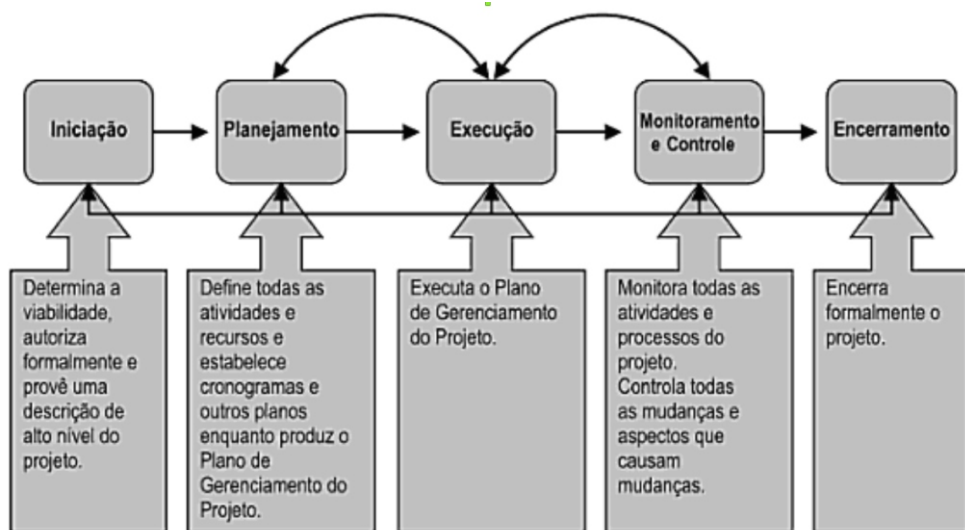 Iniciação
Planejamento
Execução
Monitoramento
e Controle
Encerramento
Determina a
viabilidade,
autoriza
formalmente e
provê uma
descrição de
alto nível do
projeto.
Define todas as
atividades e
recursos e
estabelece
cronogramas e
outros planos
enquanto produz o
Plano de
Gerenciamento do
Projeto.
Executa o Plano
de Gerenciamento
do Projeto.
Monitora todas as
atividades e
processos do
projeto.
Controla todas
as mudanças e
aspectos que
causam
mudanças.
Encerra
formalmente o
projeto.